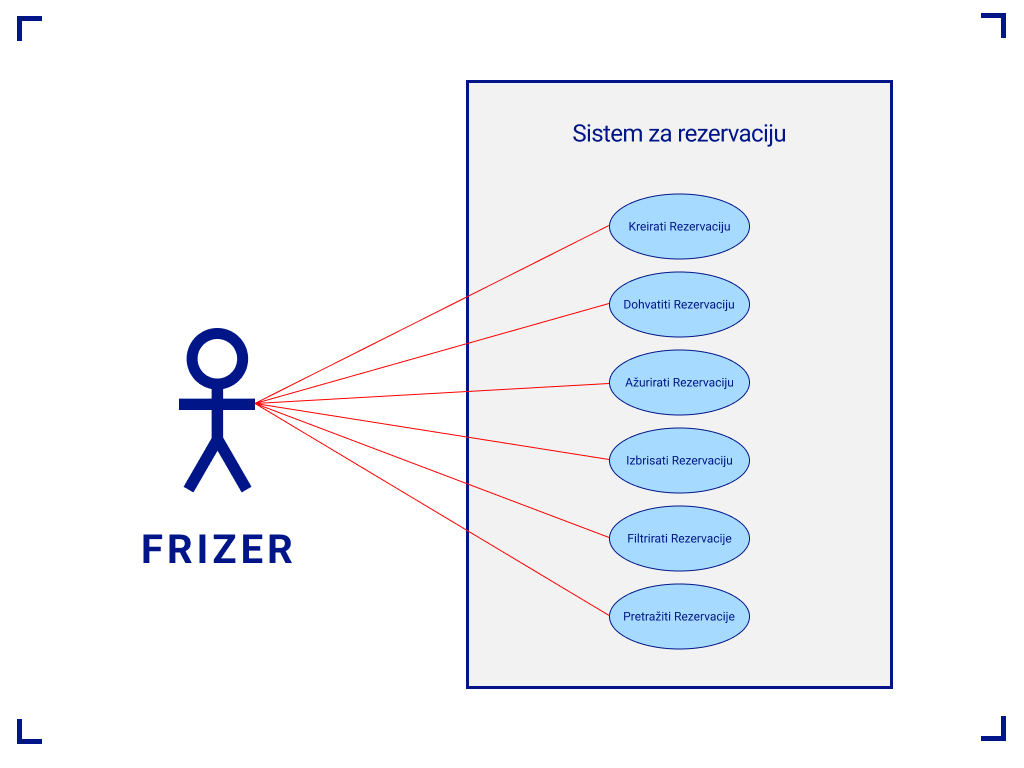 Sistem za rezervaciju
Kreirati Rezervaciju
Dohvatiti Rezervaciju
Ažurirati Rezervaciju
Izbrisati Rezervaciju
FRIZER
Filtrirati Rezervacije
Pretražiti Rezervacije